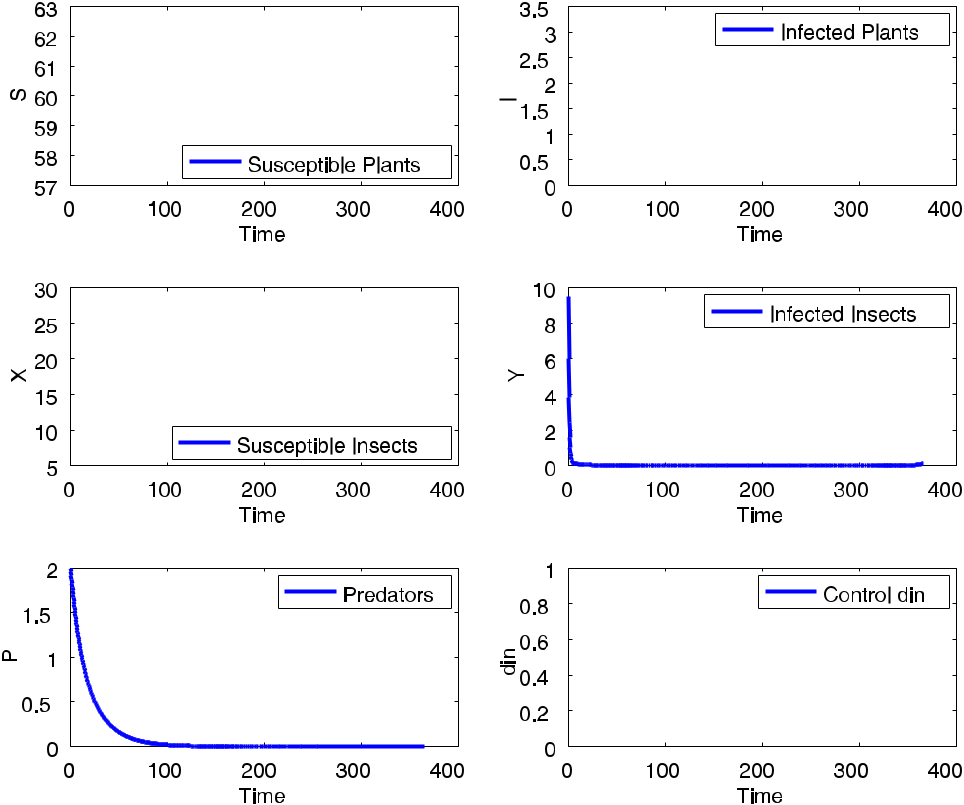 63
62
61
60
59
58
57
S
Susceptible Plants
0 100 200 300 400
Time
3.5
3
2.5
2
1.5
1
0.5
0
I
Infected Plants
0 100 200 300 400
Time
30
25
20
15
10
5
X
Susceptible Insects
0 100 200 300 400
Time
10
8
6
4
2
0
Y
Infected Insects
0 100 200 300 400
Time
2
1.5
1
0.5
0
P
Predators
0 100 200 300 400
Time
1
0.8
0.6
0.4
0.2
0
din
Control din
0 100 200 300 400
Time